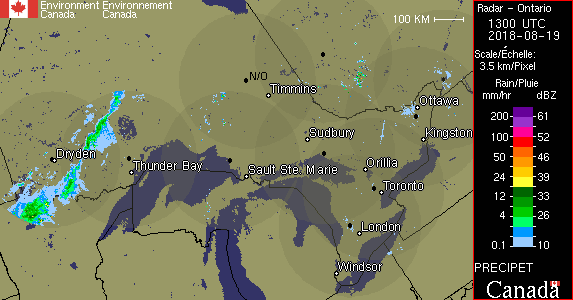 Environment Environnement
Canada Canada
100 KM
N/O
Timmins
Ottawa
Sudbury
Kingston
Dryden
Thunder Bay
Sault Ste. Marie
Orillia
Toronto
London
Windsor
Radar - Ontario
1300 UTC
2018-08-19
Scale/Échelle:
3.5 km/Pixel
Rain/Pluie
mm/hr dBZ
200 61
100 52
50 46
24 39
12 33
4 26
0.1 10
PRECIPET
Canada